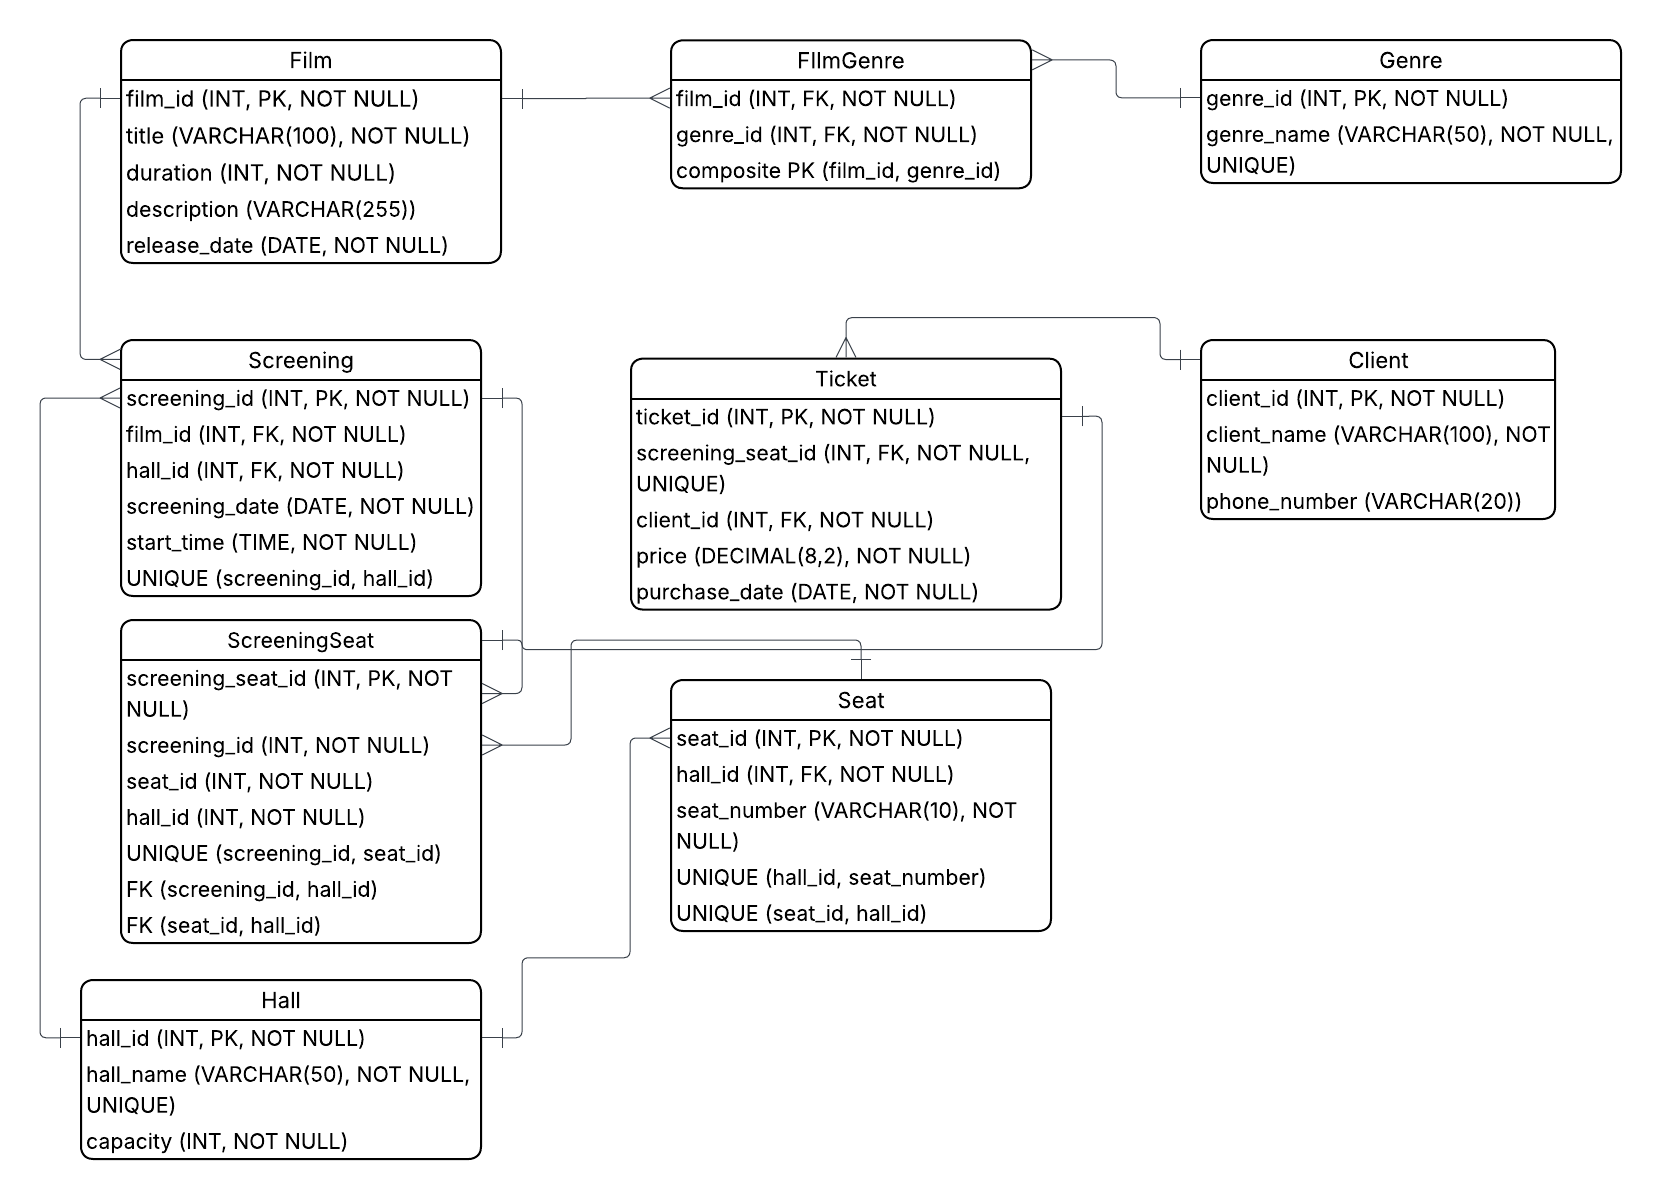 Film
film_id (INT, PK, NOT NULL)
title (VARCHAR(100), NOT NULL)
duration (INT, NOT NULL)
description (VARCHAR(255))
release_date (DATE, NOT NULL)
FIlmGenre
film_id (INT, FK, NOT NULL)
genre_id (INT, FK, NOT NULL)
composite PK (film_id, genre_id)
Genre
genre_id (INT, PK, NOT NULL)
genre_name (VARCHAR(50), NOT NULL,
UNIQUE)
Screening
screening_id (INT, PK, NOT NULL)
film_id (INT, FK, NOT NULL)
hall_id (INT, FK, NOT NULL)
screening_date (DATE, NOT NULL)
start_time (TIME, NOT NULL)
UNIQUE (screening_id, hall_id)
Ticket
ticket_id (INT, PK, NOT NULL)
screening_seat_id (INT, FK, NOT NULL,
UNIQUE)
client_id (INT, FK, NOT NULL)
price (DECIMAL(8,2), NOT NULL)
purchase_date (DATE, NOT NULL)
Client
client_id (INT, PK, NOT NULL)
client_name (VARCHAR(100), NOT
NULL)
phone_number (VARCHAR(20))
ScreeningSeat
screening_seat_id (INT, PK, NOT
NULL)
screening_id (INT, NOT NULL)
seat_id (INT, NOT NULL)
hall_id (INT, NOT NULL)
UNIQUE (screening_id, seat_id)
FK (screening_id, hall_id)
FK (seat_id, hall_id)
Seat
seat_id (INT, PK, NOT NULL)
hall_id (INT, FK, NOT NULL)
seat_number (VARCHAR(10), NOT
NULL)
UNIQUE (hall_id, seat_number)
UNIQUE (seat_id, hall_id)
Hall
hall_id (INT, PK, NOT NULL)
hall_name (VARCHAR(50), NOT NULL,
UNIQUE)
capacity (INT, NOT NULL)